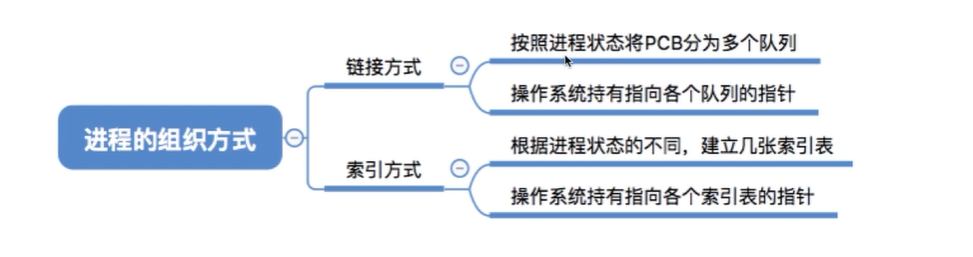 进程的组织方式
链接方式
按照进程状态将PCB分为多个队列
操作系统持有指向各个队列的指针
索引方式
根据进程状态的不同，建立几张索引表
操作系统持有指向各个索引表的指针